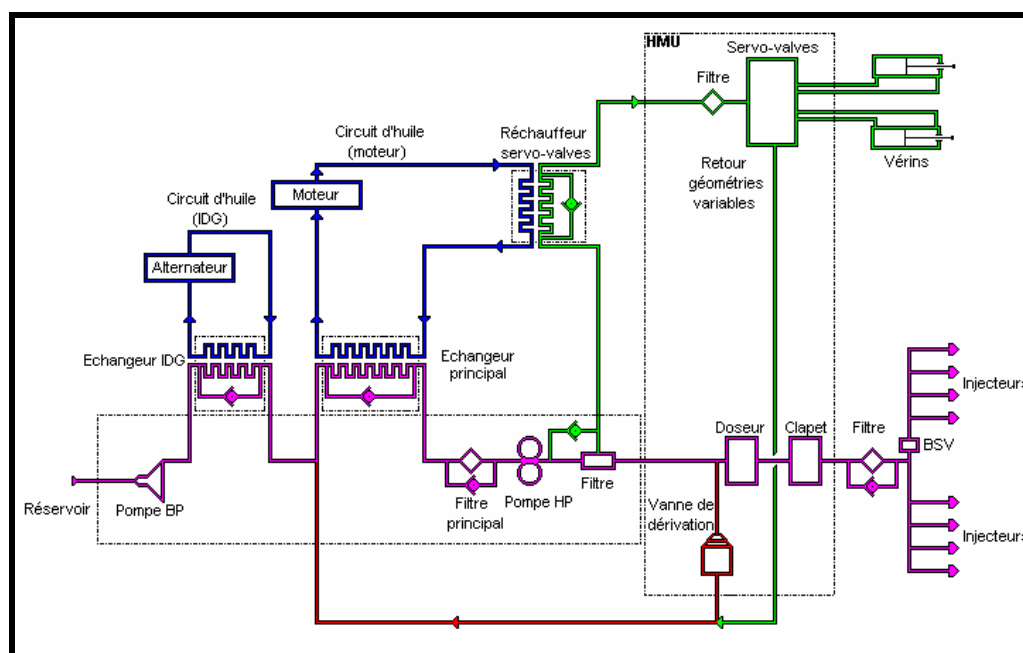 HMU
Servo-valves
Filtre
Vérins
Circuit d'huile
(moteur)
Réchauffeur
servo-valves
Retour
géométries
variables
Moteur
Circuit d'huile
(IDG)
Alternateur
Echangeur IDG
Echangeur
principal
Injecteurs
Doseur
Clapet
Filtre
BSV
Réservoir
Pompe BP
Filtre
principal
Pompe HP
Filtre
Vanne de
dérivation
Injecteurs